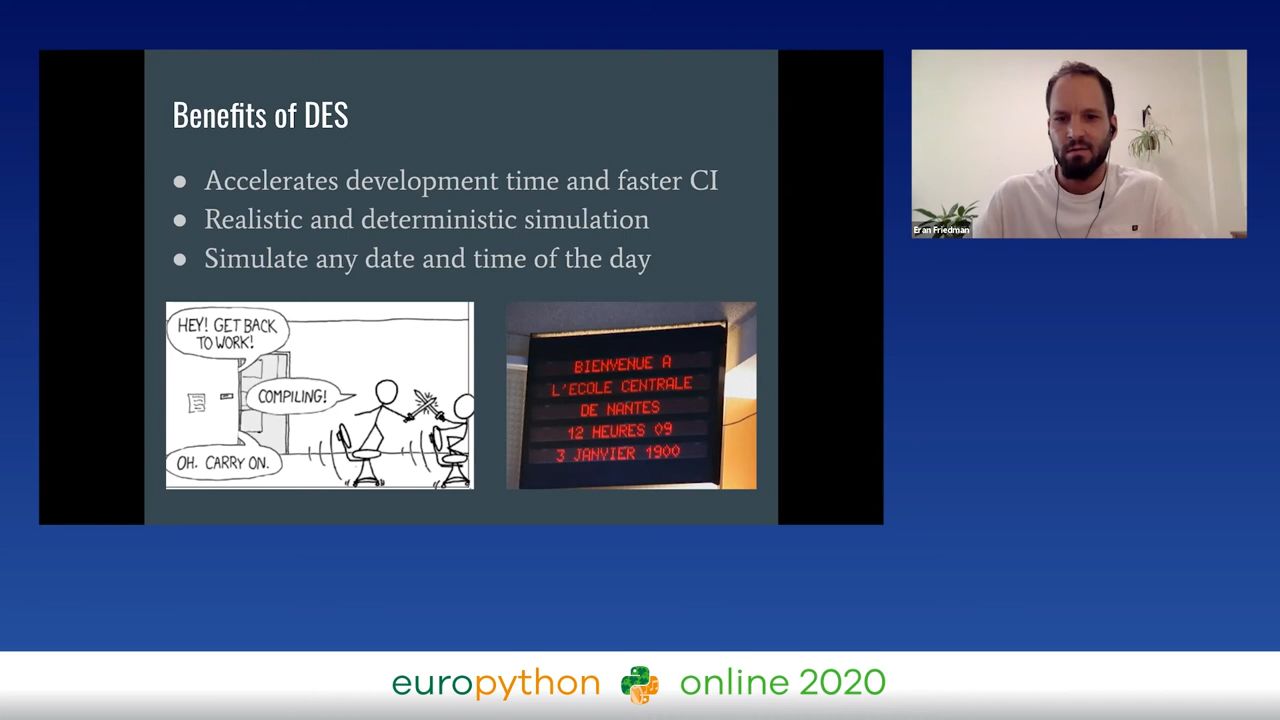 Benefits of DES
● Accelerates development time and faster CI
● Realistic and deterministic simulation
● Simulate any date and time of the day
HEY! GET BACK
TO WORK!
COMPILING!
OH. CARRY ON.
BIENVENUE A
L'ECOLE CENTRALE
DE NANTES
12 HEURES 09
3 JANVIER 1900
Eran Friedman
europython online 2020